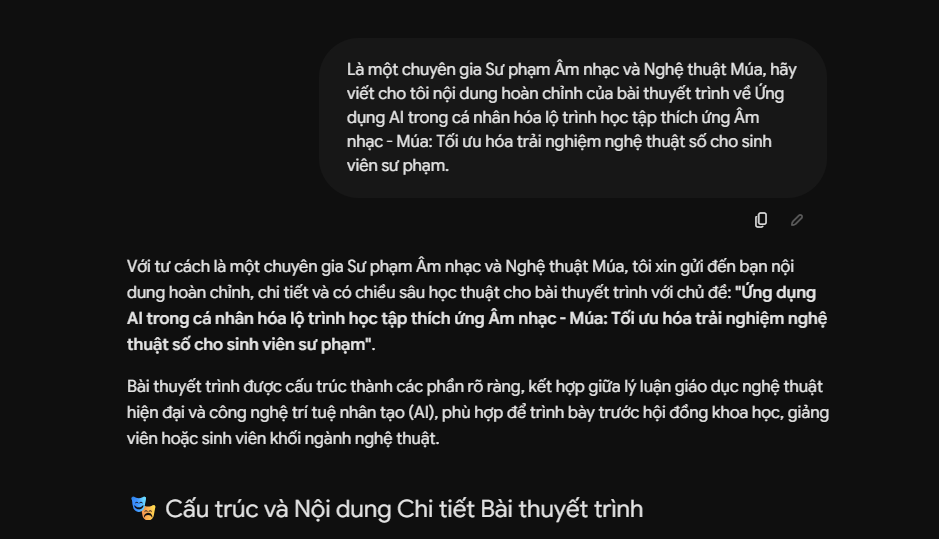 Là một chuyên gia Sư phạm Âm nhạc và Nghệ thuật Múa, hãy
viết cho tôi nội dung hoàn chỉnh của bài thuyết trình về Ứng
dụng AI trong cá nhân hóa lộ trình học tập thích ứng Âm
nhạc - Múa: Tối ưu hóa trải nghiệm nghệ thuật số cho sinh
viên sư phạm.
Với tư cách là một chuyên gia Sư phạm Âm nhạc và Nghệ thuật Múa, tôi xin gửi đến bạn nội
dung hoàn chỉnh, chi tiết và có chiều sâu học thuật cho bài thuyết trình với chủ đề: "Ứng dụng
AI trong cá nhân hóa lộ trình học tập thích ứng Âm nhạc - Múa: Tối ưu hóa trải nghiệm nghệ
thuật số cho sinh viên sư phạm".
Bài thuyết trình được cấu trúc thành các phần rõ ràng, kết hợp giữa lý luận giáo dục nghệ thuật
hiện đại và công nghệ trí tuệ nhân tạo (AI), phù hợp để trình bày trước hội đồng khoa học, giảng
viên hoặc sinh viên khối ngành nghệ thuật.
🎭 Cấu trúc và Nội dung Chi tiết Bài thuyết trình